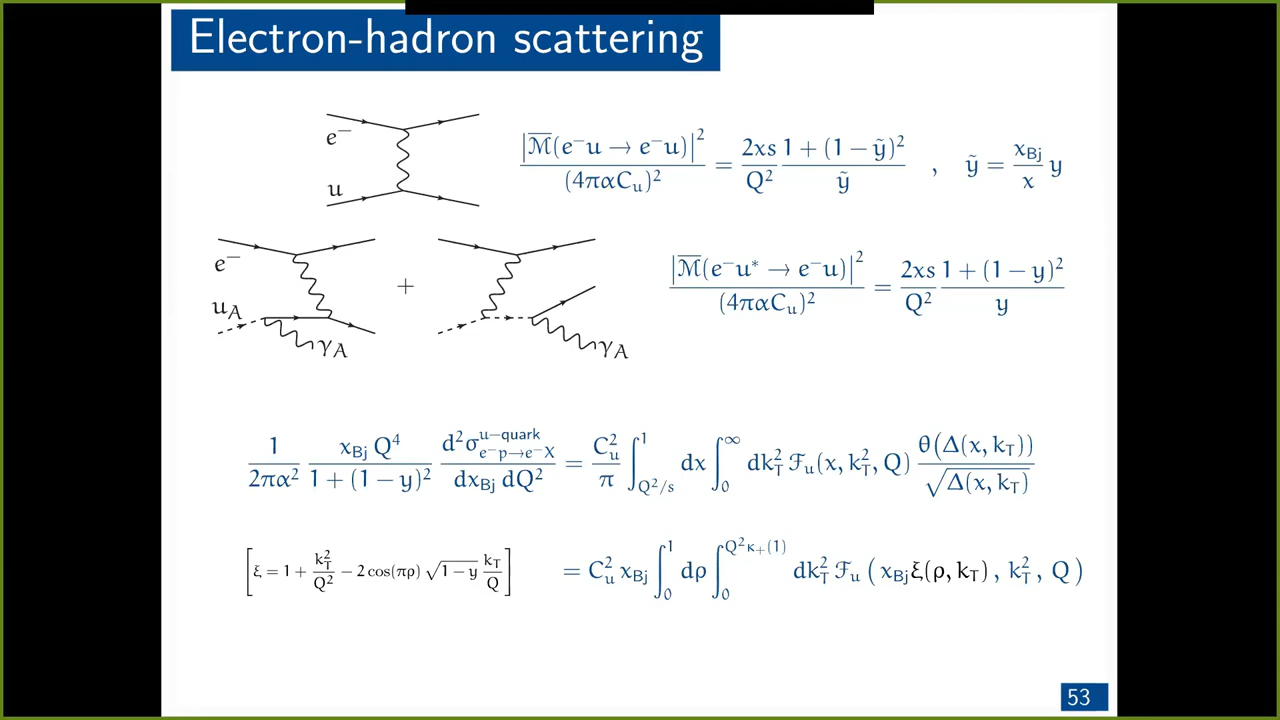 Electron-hadron scattering
e⁻
u
|M̅(e⁻u → e⁻u)|² / (4παC_u)² = 2xs/Q² (1 + (1 − ỹ)²)/ỹ , ỹ = x_Bj/x y
e⁻
u_A
γ_A
+
γ_A
|M̅(e⁻u* → e⁻u)|² / (4παC_u)² = 2xs/Q² (1 + (1 − y)²)/y
1/(2πα²) x_Bj Q⁴/(1 + (1 − y)²) d²σ^{u−quark}_{e⁻p→e⁻X}/(dx_Bj dQ²) = C_u²/π ∫_{Q²/s}^{1} dx ∫_0^∞ dk_T² ℱ_u(x, k_T², Q) θ(Δ(x, k_T))/√Δ(x, k_T)
[ξ = 1 + k_T²/Q² − 2 cos(πρ) √(1−y) k_T/Q] = C_u² x_Bj ∫_0^1 dρ ∫_0^{Q²κ₊(1)} dk_T² ℱ_u ( x_Bj ξ(ρ, k_T) , k_T² , Q )
53